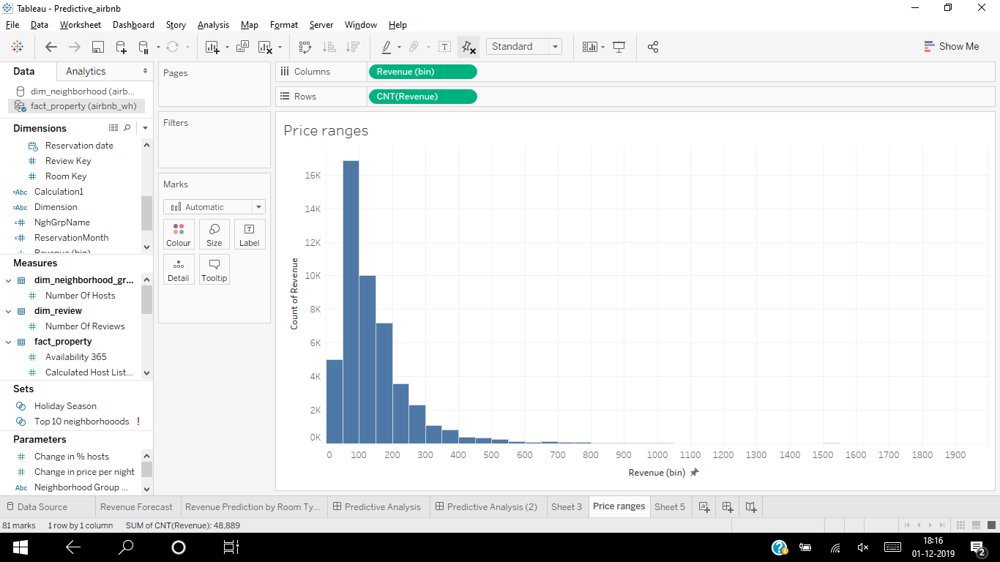 Tableau - Predictive_airbnb
File Data Worksheet Dashboard Story Analysis Map Format Server Window Help
Standard
Show Me
Data Analytics
dim_neighborhood (airb...
fact_property (airbnb_wh)
Dimensions
Reservation date
Review Key
Room Key
=Abc Calculation1
=Abc Dimension
NghGrpName
ReservationMonth
Revenue (bin)
Measures
dim_neighborhood_gr...
Number Of Hosts
dim_review
Number Of Reviews
fact_property
Availability 365
Calculated Host List...
Sets
Holiday Season
Top 10 neighborhooods !
Parameters
Change in % hosts
Change in price per night
Abc Neighborhood Group ...
Pages
Filters
Marks
Automatic
Colour Size Label
Detail Tooltip
Columns Revenue (bin)
Rows CNT(Revenue)
Price ranges
Count of Revenue
16K
14K
12K
10K
8K
6K
4K
2K
0K
0 100 200 300 400 500 600 700 800 900 1000 1100 1200 1300 1400 1500 1600 1700 1800 1900
Revenue (bin)
Data Source Revenue Forecast Revenue Prediction by Room Ty... Predictive Analysis Predictive Analysis (2) Sheet 3 Price ranges Sheet 5
81 marks 1 row by 1 column SUM of CNT(Revenue): 48,889
18:16
01-12-2019
2